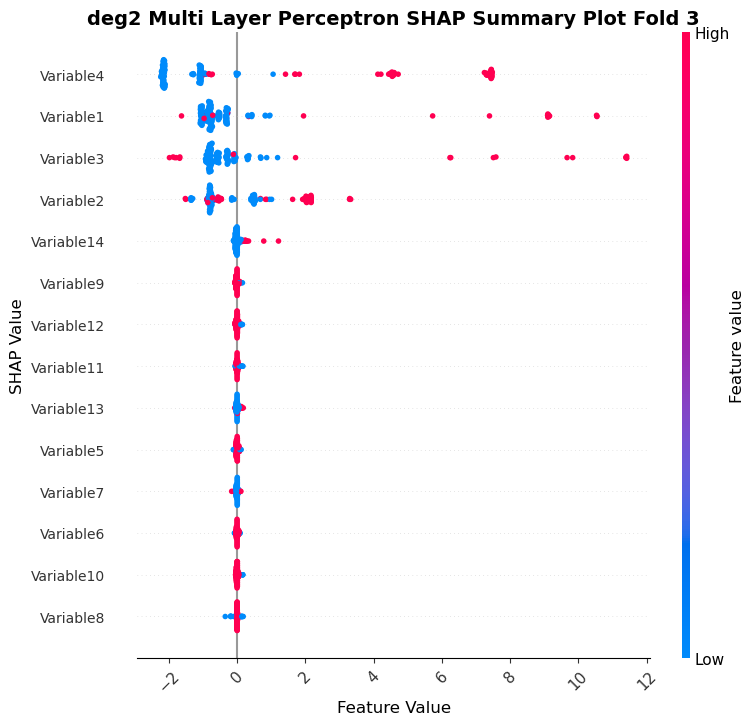 deg2 Multi Layer Perceptron SHAP Summary Plot Fold 3
High
Variable4
Variable1
Variable3
Variable2
Variable14
Variable9
Variable12
Variable11
Variable13
Variable5
Variable7
Variable6
Variable10
Variable8
SHAP Value
Feature value
Low
−2
0
2
4
6
8
10
12
Feature Value